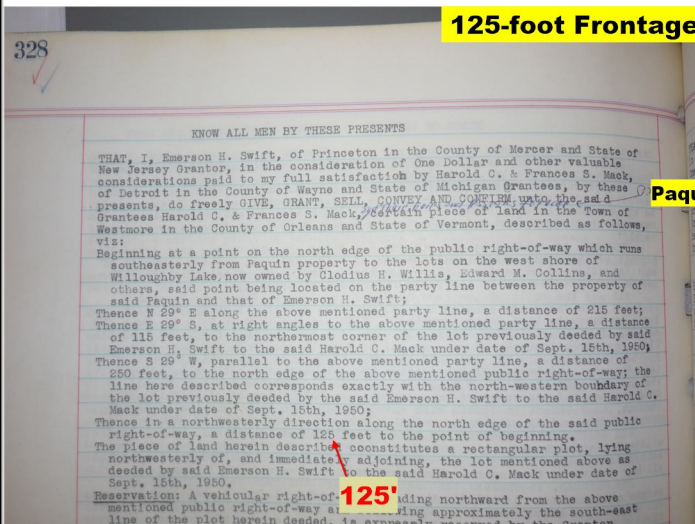 125-foot Frontage
328
KNOW ALL MEN BY THESE PRESENTS
THAT, I, Emerson H. Swift, of Princeton in the County of Mercer and State of
New Jersey Grantor, in the consideration of One Dollar and other valuable
considerations paid to my full satisfaction by Harold C. & Frances S. Mack,
of Detroit in the County of Wayne and State of Michigan Grantees, by these
presents, do freely GIVE, GRANT, SELL, CONVEY AND CONFIRM unto the said
Paqu
Grantees Harold C. & Frances S. Mack, certain piece of land in the Town of
Westmore in the County of Orleans and State of Vermont, described as follows,
viz:
Beginning at a point on the north edge of the public right-of-way which runs
southeasterly from Paquin property to the lots on the west shore of
Willoughby Lake, now owned by Clodius H. Willis, Edward M. Collins, and
others, said point being located on the party line between the property of
said Paquin and that of Emerson H. Swift;
Thence N 29° E along the above mentioned party line, a distance of 215 feet;
Thence E 29° S, at right angles to the above mentioned party line, a distance
of 115 feet, to the northermost corner of the lot previously deeded by said
Emerson H. Swift to the said Harold C. Mack under date of Sept. 15th, 1950;
Thence S 29° W, parallel to the above mentioned party line, a distance of
250 feet, to the north edge of the above mentioned public right-of-way; the
line here described corresponds exactly with the north-western boundary of
the lot previously deeded by the said Emerson H. Swift to the said Harold C.
Mack under date of Sept. 15th, 1950;
Thence in a northwesterly direction along the north edge of the said public
right-of-way, a distance of 125 feet to the point of beginning.
The piece of land herein described cconstitutes a rectangular plot, lying
northwesterly of, and immediately adjoining, the lot mentioned above as
deeded by said Emerson H. Swift to the said Harold C. Mack under date of
Sept. 15th, 1950.
125'
Reservation: A vehicular right-of- ding northward from the above
mentioned public right-of-way a wing approximately the south-east
line of the plot herein deeded, is expressly reserved by the Grantor